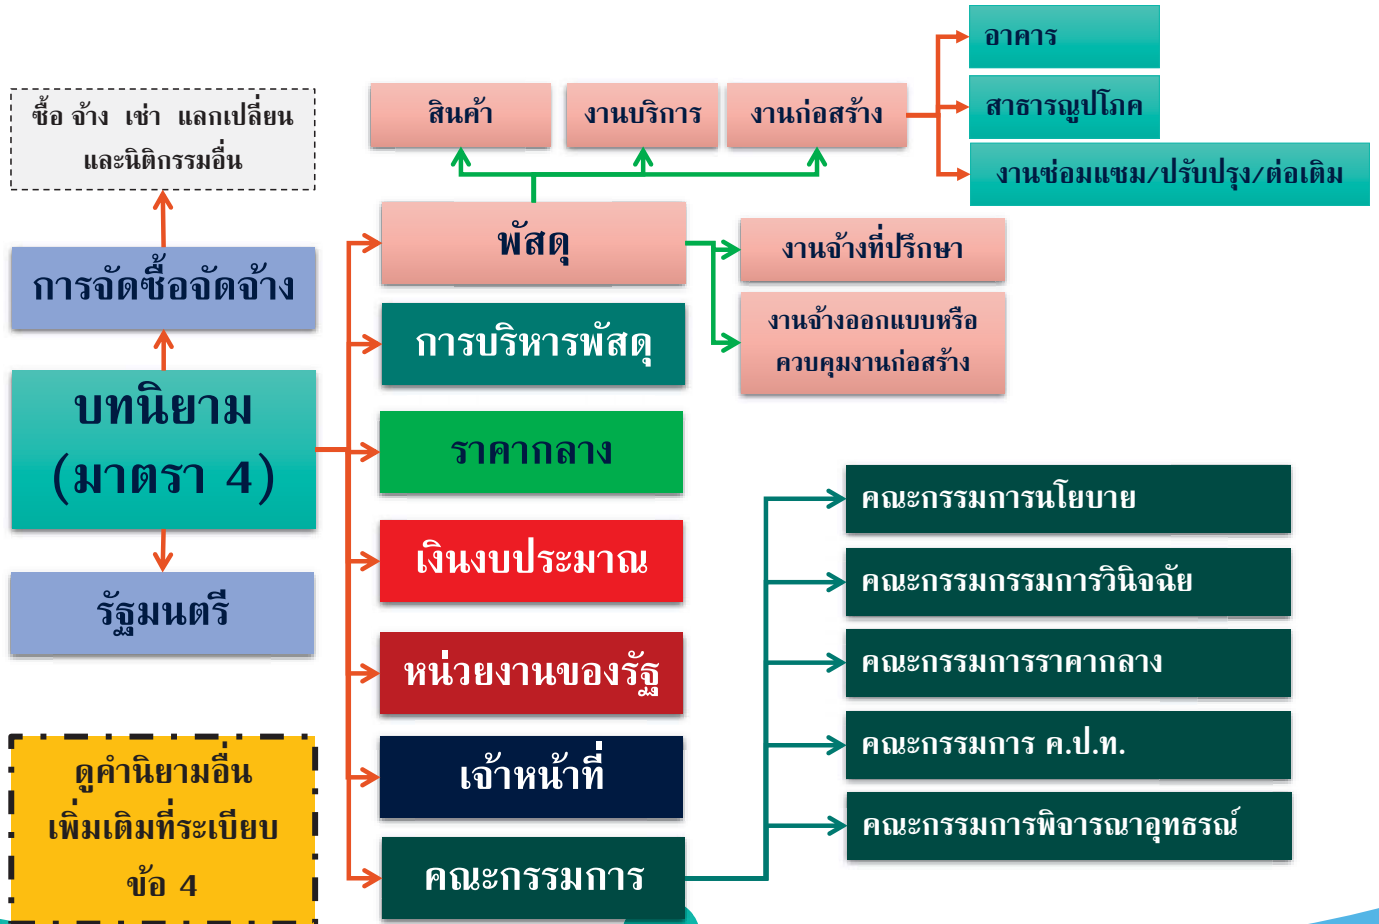 ซื้อ จ้าง เช่า แลกเปลี่ยน
และนิติกรรมอื่น
การจัดซื้อจัดจ้าง
บทนิยาม
(มาตรา 4)
รัฐมนตรี
ดูคำนิยามอื่น
เพิ่มเติมที่ระเบียบ
ข้อ 4
สินค้า
งานบริการ
งานก่อสร้าง
อาคาร
สาธารณูปโภค
งานซ่อมแซม/ปรับปรุง/ต่อเติม
พัสดุ
งานจ้างที่ปรึกษา
งานจ้างออกแบบหรือ
ควบคุมงานก่อสร้าง
การบริหารพัสดุ
ราคากลาง
เงินงบประมาณ
หน่วยงานของรัฐ
เจ้าหน้าที่
คณะกรรมการ
คณะกรรมการนโยบาย
คณะกรรมกรรมการวินิจฉัย
คณะกรรมการราคากลาง
คณะกรรมการ ค.ป.ท.
คณะกรรมการพิจารณาอุทธรณ์